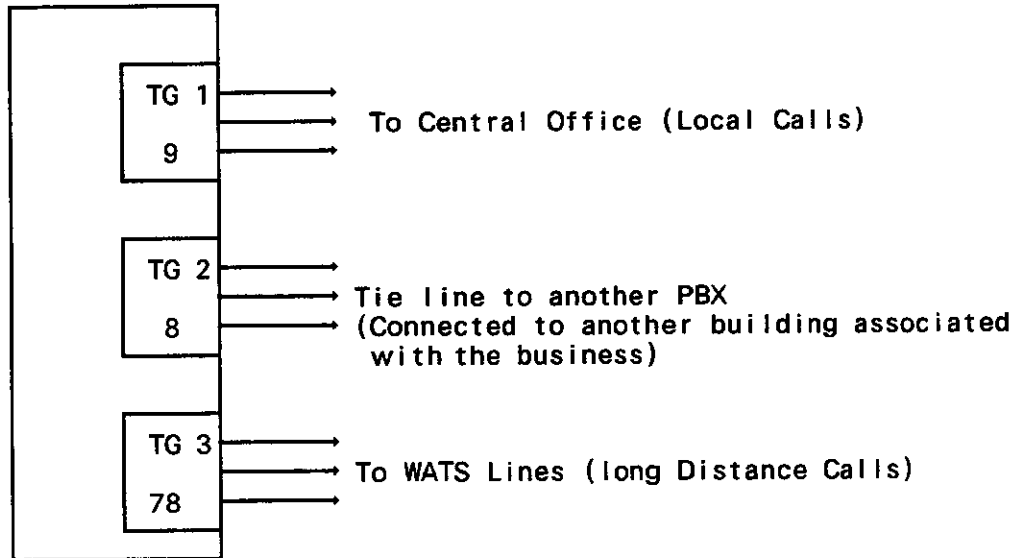 TG 1
9
To Central Office (Local Calls)
TG 2
8
Tie line to another PBX
(Connected to another building associated
with the business)
TG 3
78
To WATS Lines (long Distance Calls)